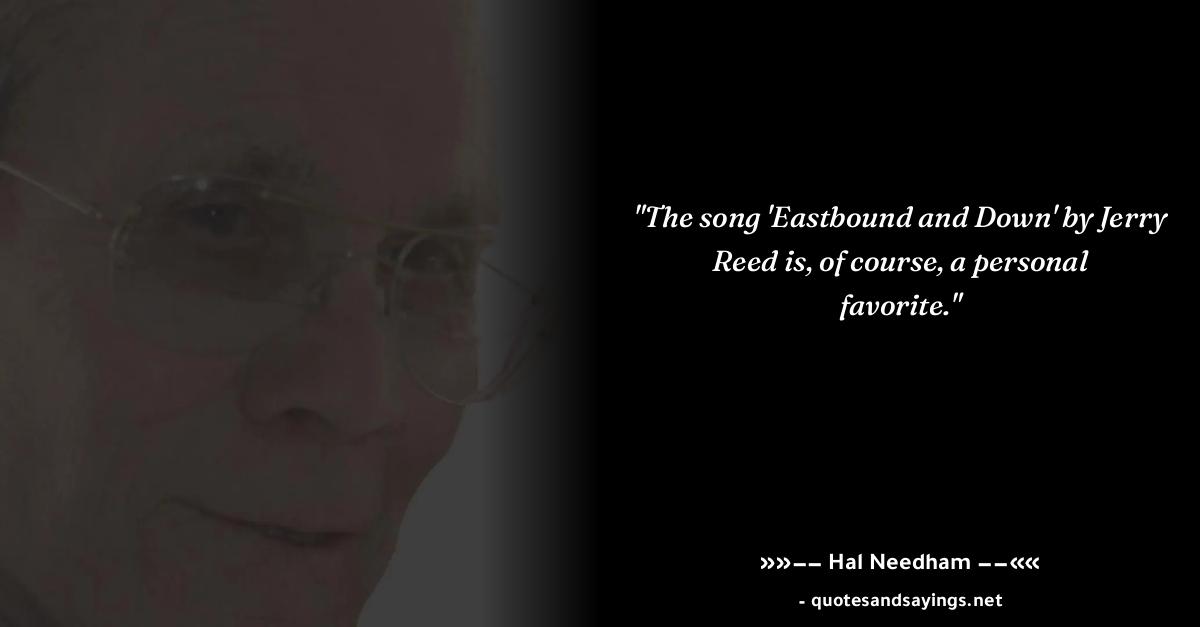 "The song 'Eastbound and Down' by Jerry
Reed is, of course, a personal
favorite."
»»−− Hal Needham −−««
- quotesandsayings.net